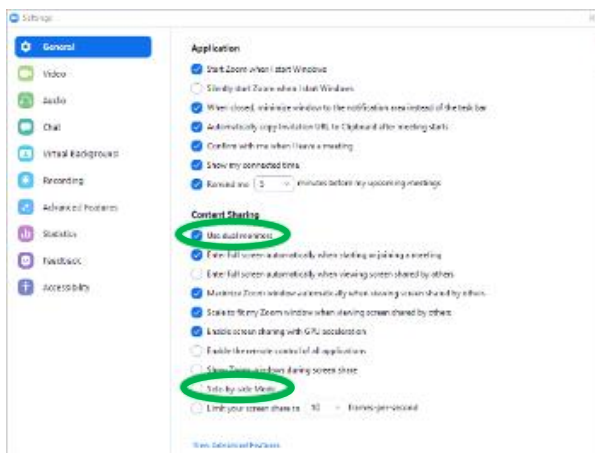 Settings
General
Video
Audio
Chat
Virtual Background
Recording
Advanced Features
Statistics
Feedback
Accessibility
Application
Start Zoom when I start Windows
Silently start Zoom when I start Windows
When closed, minimize window to the notification area instead of the task bar
Automatically copy Invitation URL to Clipboard after meeting starts
Confirm with me when I leave a meeting
Show my connected time
Remind me 5 minutes before my upcoming meetings
Content Sharing
Use dual monitors
Enter full screen automatically when starting or joining a meeting
Enter full screen automatically when viewing screen shared by others
Maximize Zoom window automatically when viewing screen shared by others
Scale to fit my Zoom window when viewing screen shared by others
Enable screen sharing with GPU acceleration
Enable the remote control of all applications
Show Zoom windows during screen share
Side-by-side Mode
Limit your screen share to 10 frames-per-second
View Advanced Features